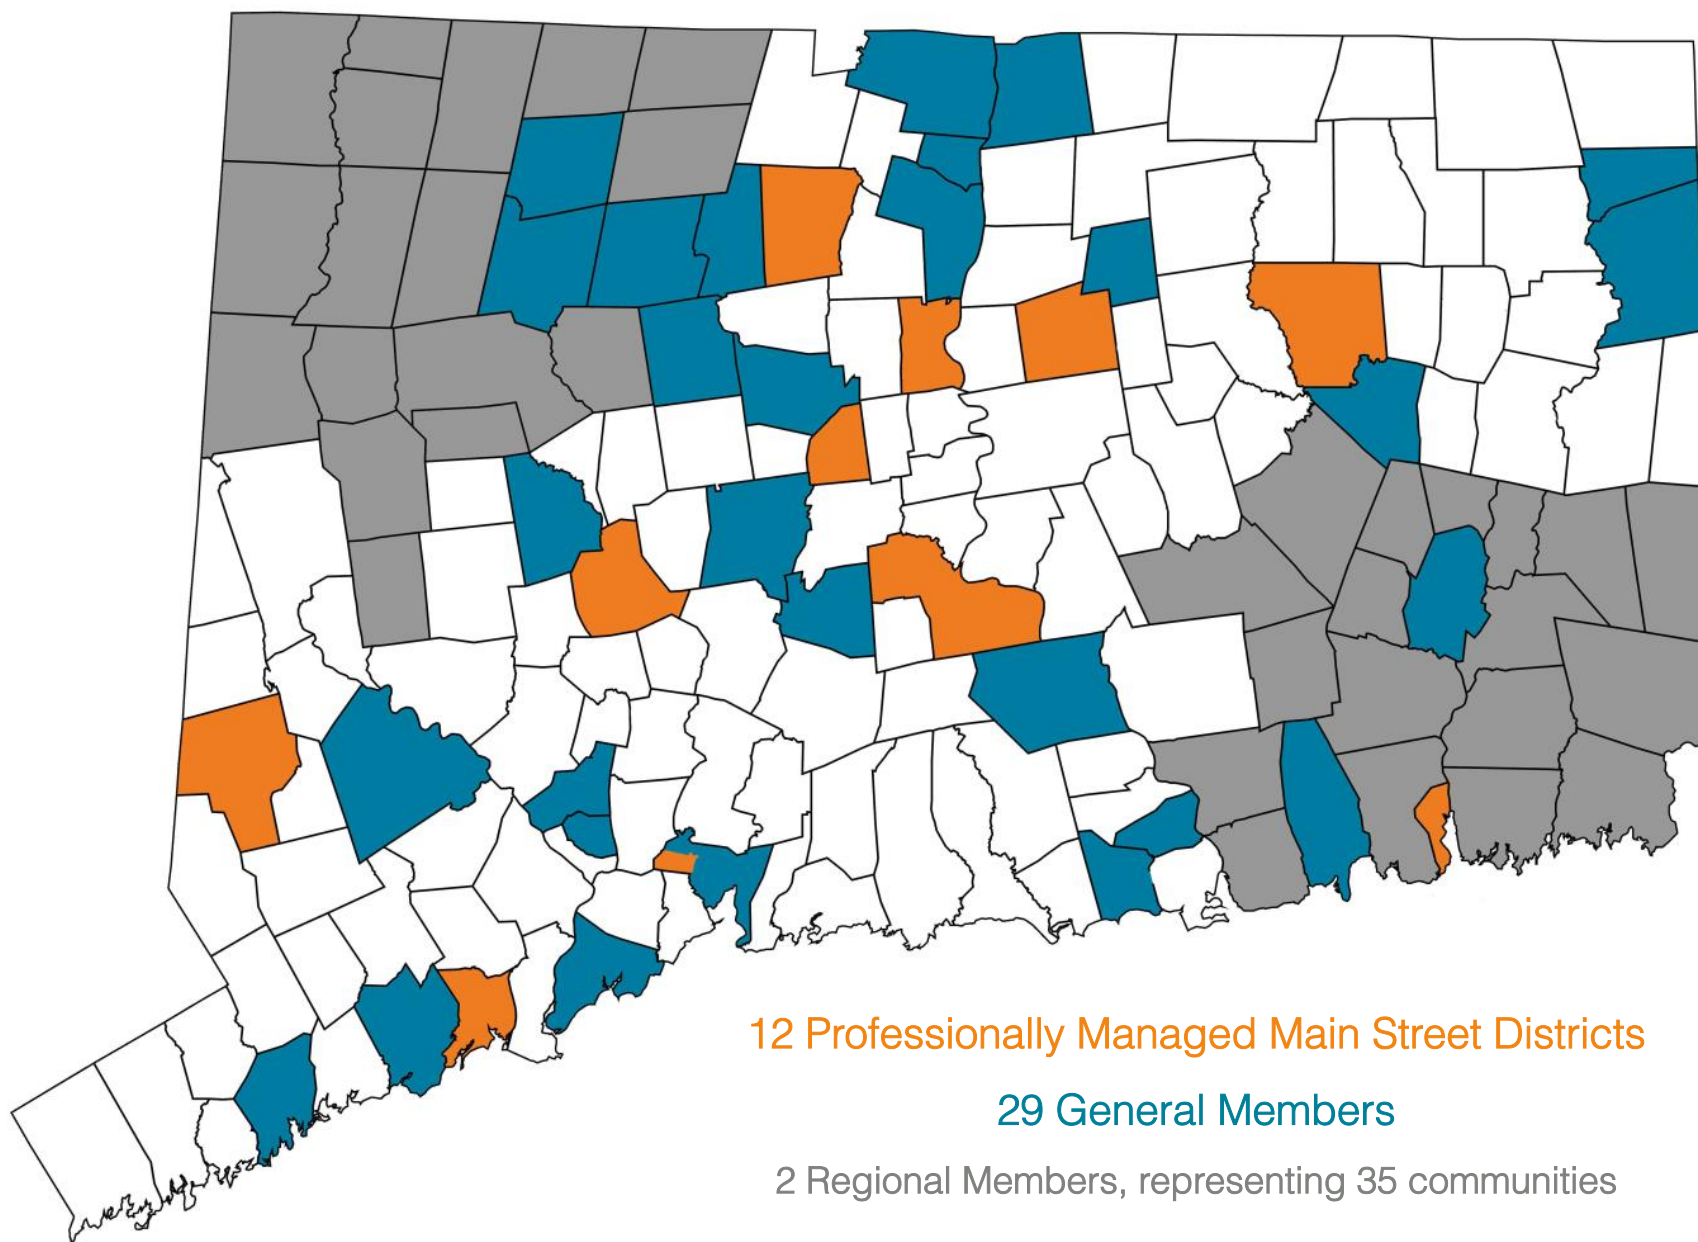 12 Professionally Managed Main Street Districts
29 General Members
2 Regional Members, representing 35 communities